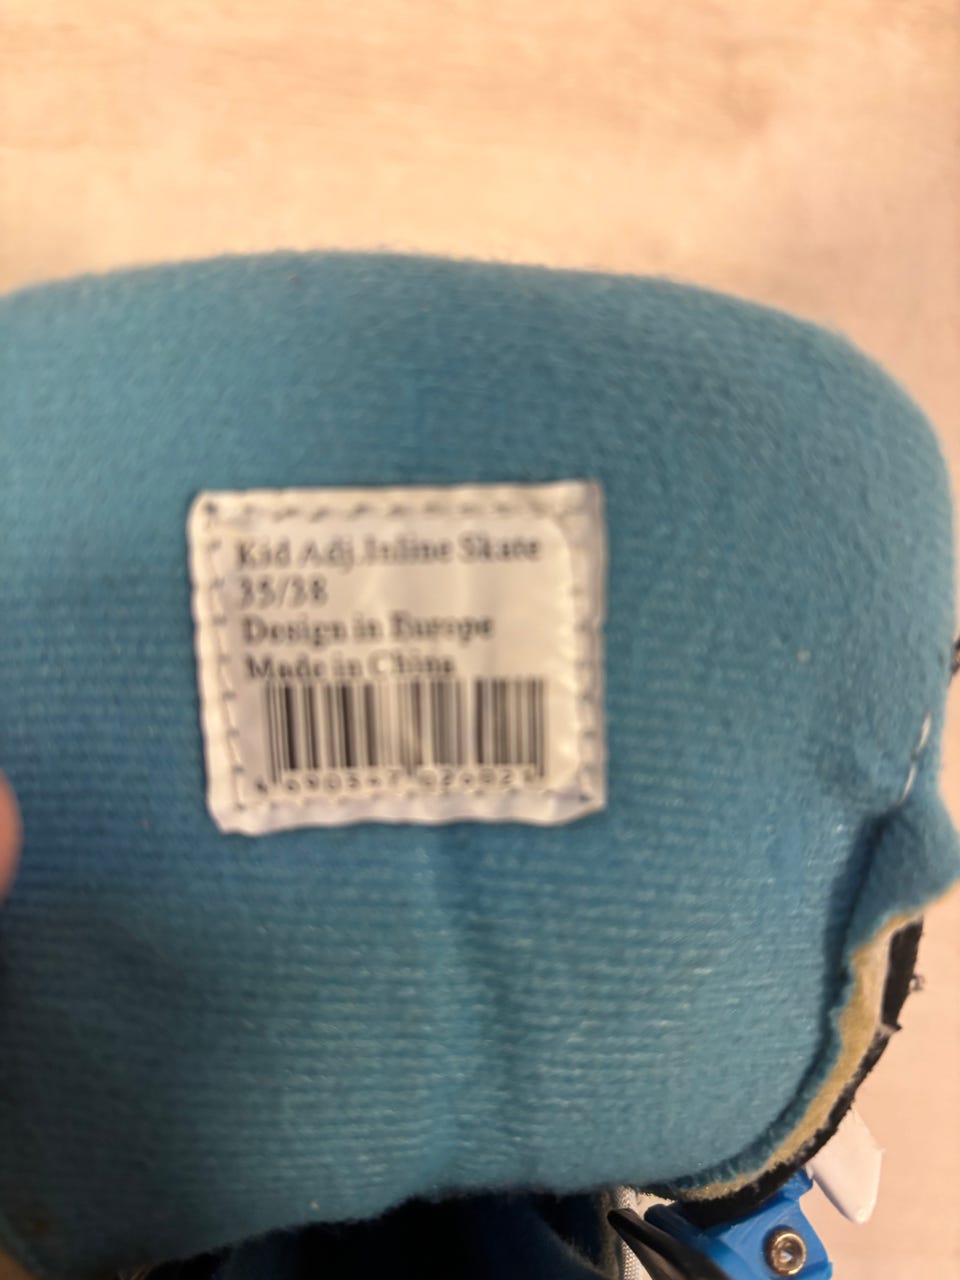 Kid Adj.Inline Skate
35/38
Design in Europe
Made in China